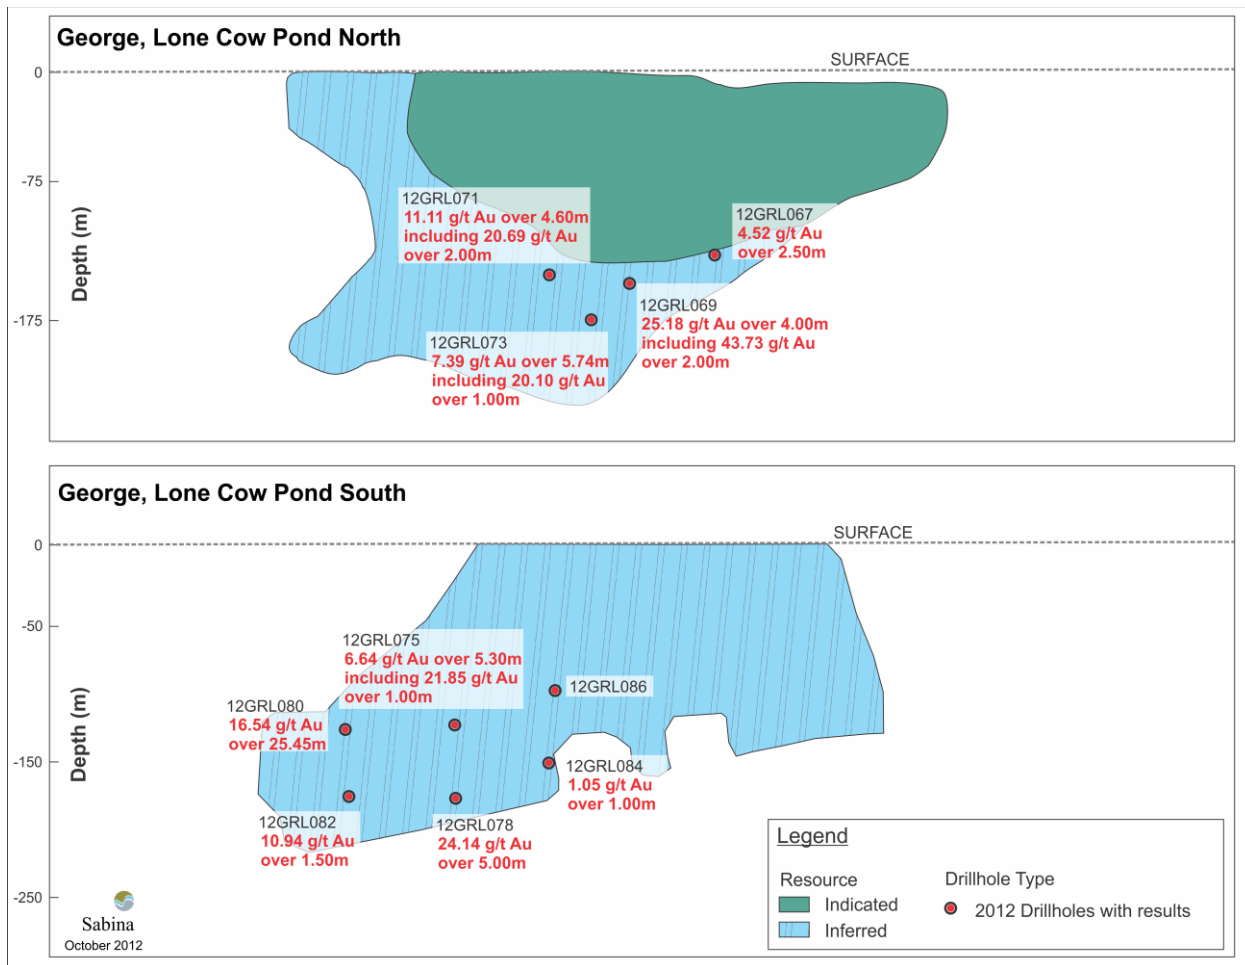 George, Lone Cow Pond North
SURFACE
0
-75
-175
Depth (m)
12GRL071
11.11 g/t Au over 4.60m
including 20.69 g/t Au
over 2.00m
12GRL067
4.52 g/t Au
over 2.50m
12GRL069
25.18 g/t Au over 4.00m
including 43.73 g/t Au
over 2.00m
12GRL073
7.39 g/t Au over 5.74m
including 20.10 g/t Au
over 1.00m
George, Lone Cow Pond South
SURFACE
0
-50
-150
-250
Depth (m)
12GRL075
6.64 g/t Au over 5.30m
including 21.85 g/t Au
over 1.00m
12GRL086
12GRL080
16.54 g/t Au
over 25.45m
12GRL084
1.05 g/t Au
over 1.00m
12GRL082
10.94 g/t Au
over 1.50m
12GRL078
24.14 g/t Au
over 5.00m
Legend
Resource
Indicated
Inferred
Drillhole Type
2012 Drillholes with results
Sabina
October 2012